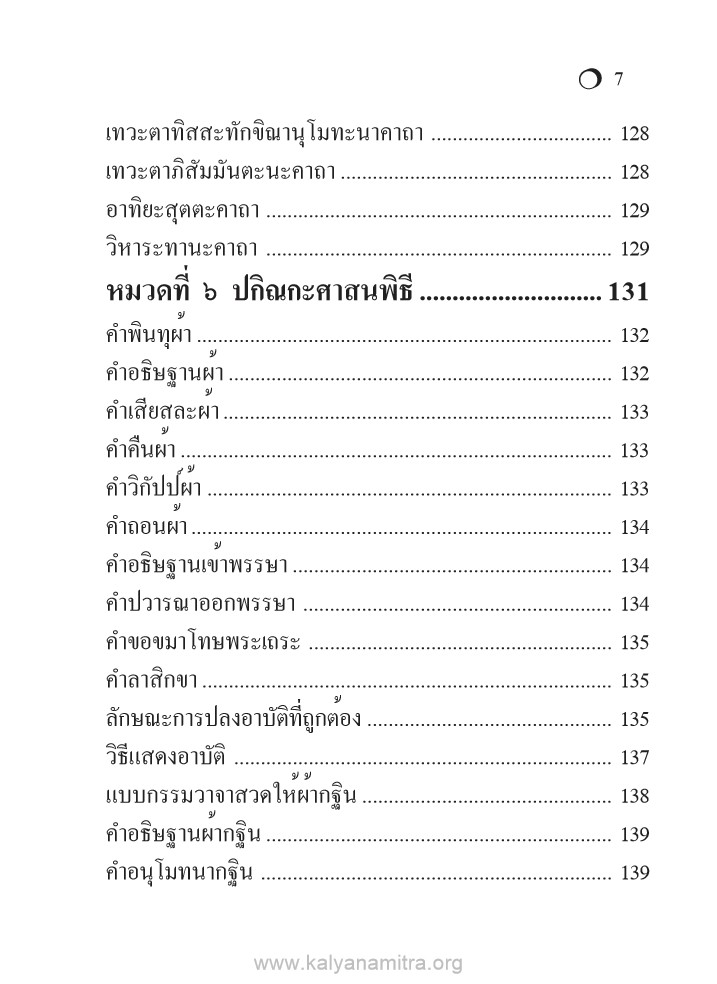 ❍ 7
เทวะตาทิสสะทักขิณานุโมทะนาคาถา ................................. 128
เทวะตาภิสัมมันตะนะคาถา ................................................. 128
อาทิยะสุตตะคาถา ............................................................... 129
วิหาระทานะคาถา ............................................................... 129
หมวดที่ ๖ ปกิณกะศาสนพิธี ............................ 131
คำพินทุผ้า ........................................................................... 132
คำอธิษฐานผ้า ..................................................................... 132
คำเสียสละผ้า ...................................................................... 133
คำคืนผ้า .............................................................................. 133
คำวิกัปป์ผ้า ......................................................................... 133
คำถอนผ้า ............................................................................ 134
คำอธิษฐานเข้าพรรษา .......................................................... 134
คำปวารณาออกพรรษา ........................................................ 134
คำขอขมาโทษพระเถระ ....................................................... 135
คำลาสิกขา .......................................................................... 135
ลักษณะการปลงอาบัติที่ถูกต้อง ............................................ 135
วิธีแสดงอาบัติ ..................................................................... 137
แบบกรรมวาจาสวดให้ผ้ากฐิน ............................................. 138
คำอธิษฐานผ้ากฐิน ............................................................... 139
คำอนุโมทนากฐิน ................................................................ 139
www.kalyanamitra.org